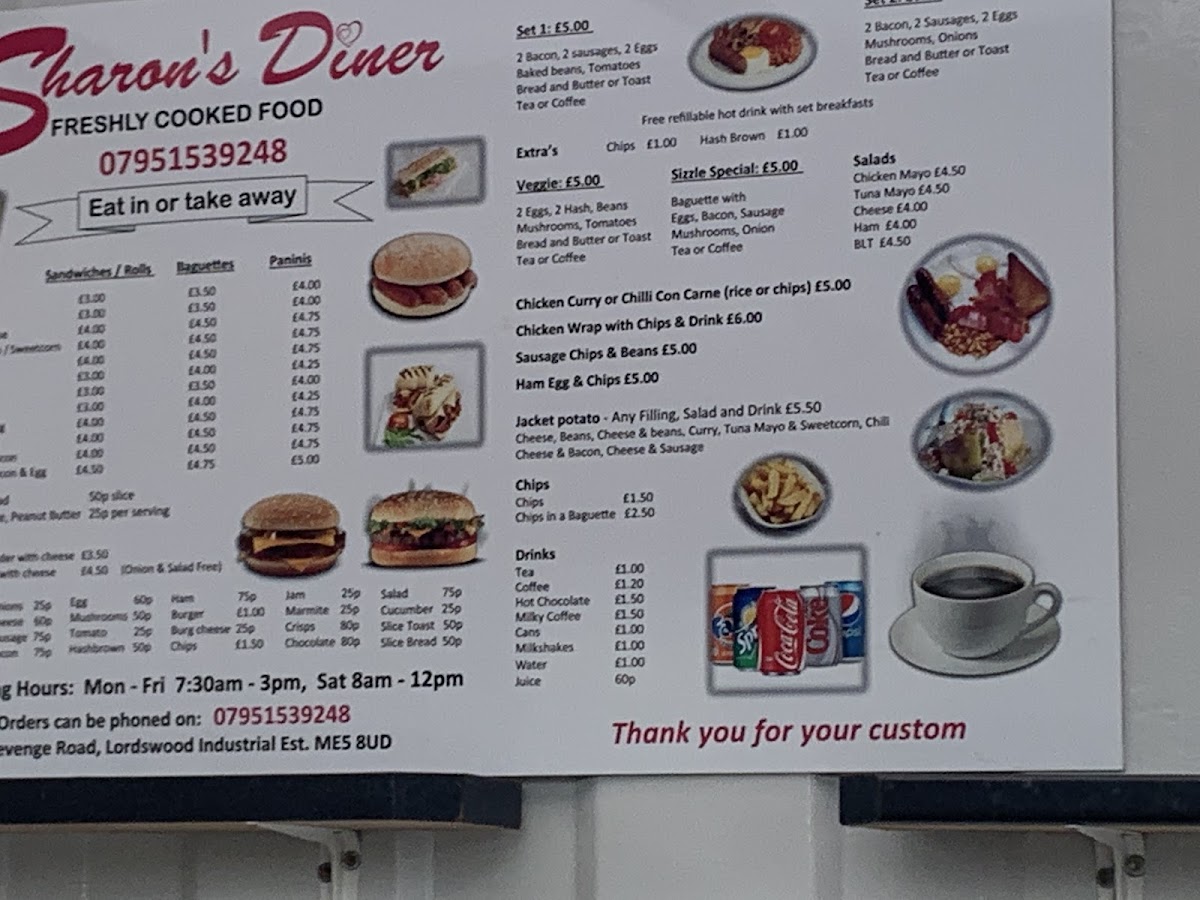 Sharon's Diner
FRESHLY COOKED FOOD
07951539248
Eat in or take away
Sandwiches / Rolls Baguettes Paninis
£3.00 £3.50 £4.00
£3.00 £3.50 £4.00
£4.00 £4.50 £4.75
/ Sweetcorn £4.00 £4.50 £4.75
£4.00 £4.50 £4.75
£3.00 £4.00 £4.25
£3.00 £3.50 £4.00
£3.00 £4.00 £4.25
£4.00 £4.50 £4.75
£4.00 £4.50 £4.75
£4.00 £4.50 £4.75
& Egg £4.50 £4.75 £5.00
50p slice
Peanut Butter 25p per serving
with cheese £3.50
with cheese £4.50 (Onion & Salad Free)
25p Egg 60p Ham 75p Jam 25p Salad 75p
60p Mushrooms 50p Burger £1.00 Marmite 25p Cucumber 25p
75p Tomato 25p Burg cheese 25p Crisps 80p Slice Toast 50p
75p Hashbrown 50p Chips £1.50 Chocolate 80p Slice Bread 50p
Hours: Mon - Fri 7:30am - 3pm, Sat 8am - 12pm
Orders can be phoned on: 07951539248
Road, Lordswood Industrial Est. ME5 8UD
Set 1: £5.00
2 Bacon, 2 sausages, 2 Eggs
Baked beans, Tomatoes
Bread and Butter or Toast
Tea or Coffee
2 Bacon, 2 Sausages, 2 Eggs
Mushrooms, Onions
Bread and Butter or Toast
Tea or Coffee
Free refillable hot drink with set breakfasts
Extra's Chips £1.00 Hash Brown £1.00
Veggie: £5.00
2 Eggs, 2 Hash, Beans
Mushrooms, Tomatoes
Bread and Butter or Toast
Tea or Coffee
Sizzle Special: £5.00
Baguette with
Eggs, Bacon, Sausage
Mushrooms, Onion
Tea or Coffee
Salads
Chicken Mayo £4.50
Tuna Mayo £4.50
Cheese £4.00
Ham £4.00
BLT £4.50
Chicken Curry or Chilli Con Carne (rice or chips) £5.00
Chicken Wrap with Chips & Drink £6.00
Sausage Chips & Beans £5.00
Ham Egg & Chips £5.00
Jacket potato - Any Filling, Salad and Drink £5.50
Cheese, Beans, Cheese & beans, Curry, Tuna Mayo & Sweetcorn, Chill
Cheese & Bacon, Cheese & Sausage
Chips
Chips £1.50
Chips in a Baguette £2.50
Drinks
Tea £1.00
Coffee £1.20
Hot Chocolate £1.50
Milky Coffee £1.50
Cans £1.00
Milkshakes £1.00
Water £1.00
Juice 60p
Coca-Cola
Coke
Thank you for your custom